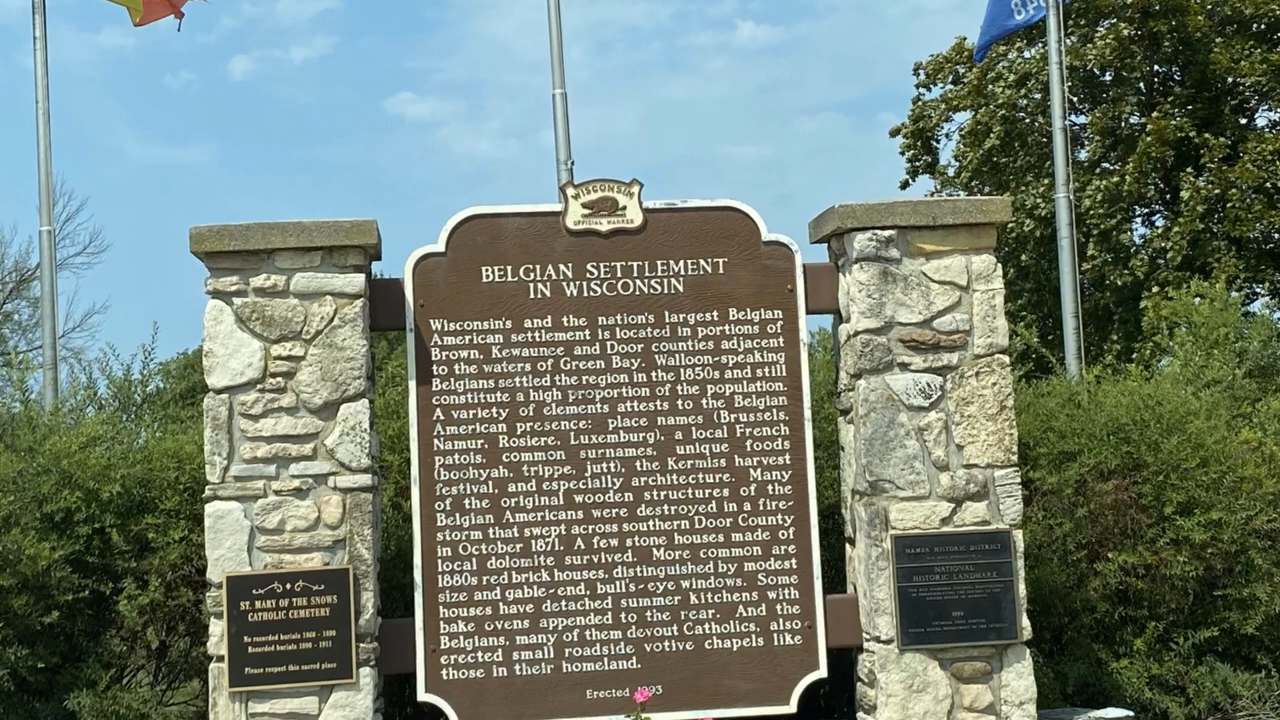 848
WISCONSIN
OFFICIAL MARKER
BELGIAN SETTLEMENT
IN WISCONSIN
Wisconsin's and the nation's largest Belgian
American settlement is located in portions of
Brown, Kewaunee and Door counties adjacent
to the waters of Green Bay. Walloon-speaking
Belgians settled the region in the 1850s and still
constitute a high proportion of the population.
A variety of elements attests to the Belgian
American presence: place names (Brussels,
Namur, Rosiere, Luxemburg), a local French
patois, common surnames, unique foods
(boohyah, trippe, jutt), the Kermiss harvest
festival, and especially architecture. Many
of the original wooden structures of the
Belgian Americans were destroyed in a fire-
storm that swept across southern Door County
in October 1871. A few stone houses made of
local dolomite survived. More common are
1880s red brick houses, distinguished by modest
size and gable-end, bull's-eye windows. Some
houses have detached summer kitchens with
bake ovens appended to the rear. And the
Belgians, many of them devout Catholics, also
erected small roadside votive chapels like
those in their homeland.
Erected 1993
ST. MARY OF THE SNOWS
CATHOLIC CEMETERY
No recorded burials 1860 - 1890
Recorded burials 1890 - 1911
Please respect this sacred place
NAMUR HISTORIC DISTRICT
NATIONAL
HISTORIC LANDMARK